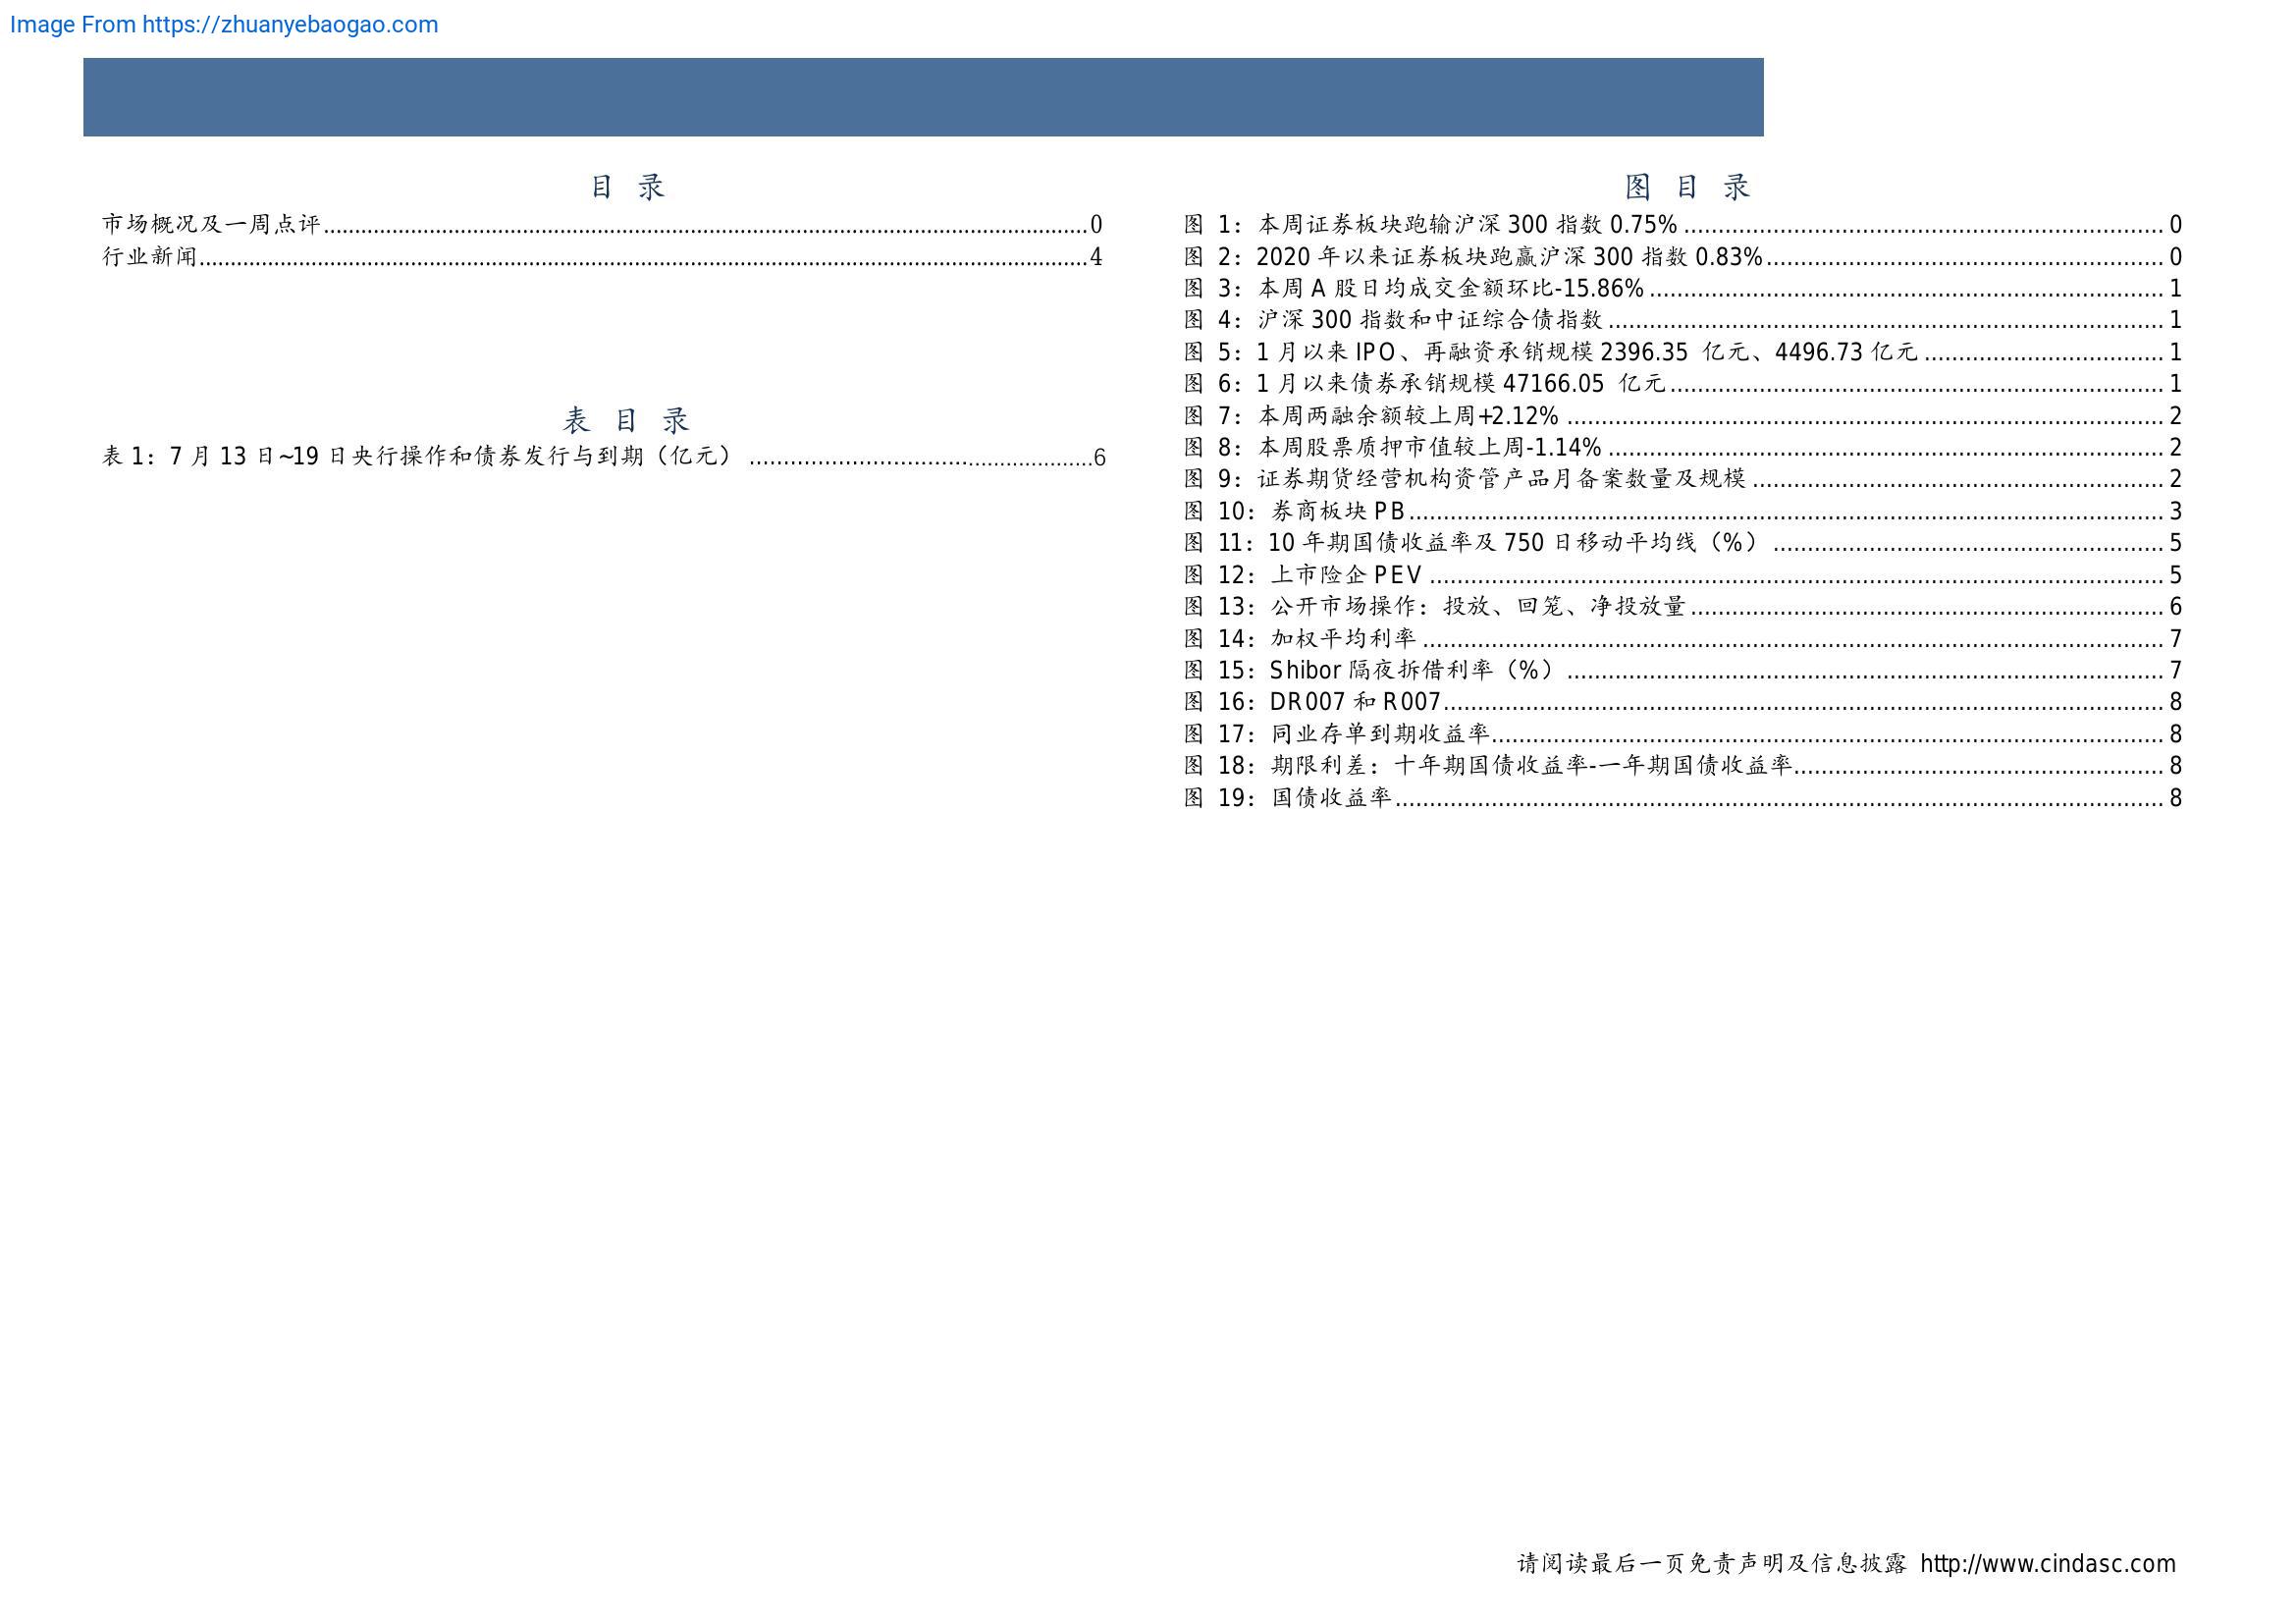 Image From https://zhuanyebaogao.com
目 录
市场概况及一周点评........................................0
行业新闻........................................4
表 目 录
表 1：7 月 13 日~19 日央行操作和债券发行与到期（亿元） ........................................6
图 目 录
图 1：本周证券板块跑输沪深 300 指数 0.75% ........................................ 0
图 2：2020 年以来证券板块跑赢沪深 300 指数 0.83%........................................ 0
图 3：本周 A 股日均成交金额环比-15.86% ........................................ 1
图 4：沪深 300 指数和中证综合债指数 ........................................ 1
图 5：1 月以来 IPO、再融资承销规模 2396.35 亿元、4496.73 亿元 ........................................ 1
图 6：1 月以来债券承销规模 47166.05 亿元 ........................................ 1
图 7：本周两融余额较上周+2.12% ........................................ 2
图 8：本周股票质押市值较上周-1.14% ........................................ 2
图 9：证券期货经营机构资管产品月备案数量及规模 ........................................ 2
图 10：券商板块 PB ........................................ 3
图 11：10 年期国债收益率及 750 日移动平均线（%） ........................................ 5
图 12：上市险企 PEV ........................................ 5
图 13：公开市场操作：投放、回笼、净投放量 ........................................ 6
图 14：加权平均利率 ........................................ 7
图 15：Shibor 隔夜拆借利率（%） ........................................ 7
图 16：DR007 和 R007 ........................................ 8
图 17：同业存单到期收益率 ........................................ 8
图 18：期限利差：十年期国债收益率-一年期国债收益率 ........................................ 8
图 19：国债收益率 ........................................ 8
请阅读最后一页免责声明及信息披露 http://www.cindasc.com